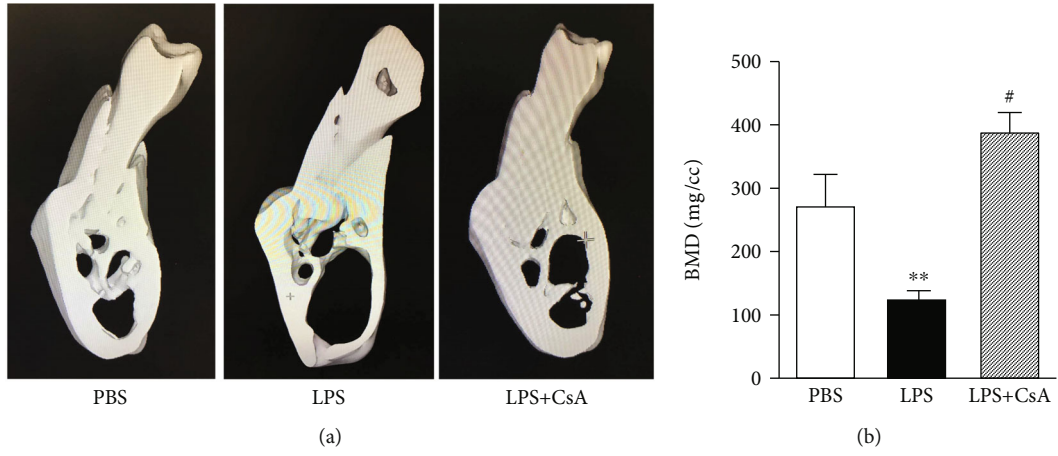 PBS
LPS
LPS+CsA
(a)
500
400
300
200
100
0
BMD (mg/cc)
**
#
PBS
LPS
LPS+CsA
(b)